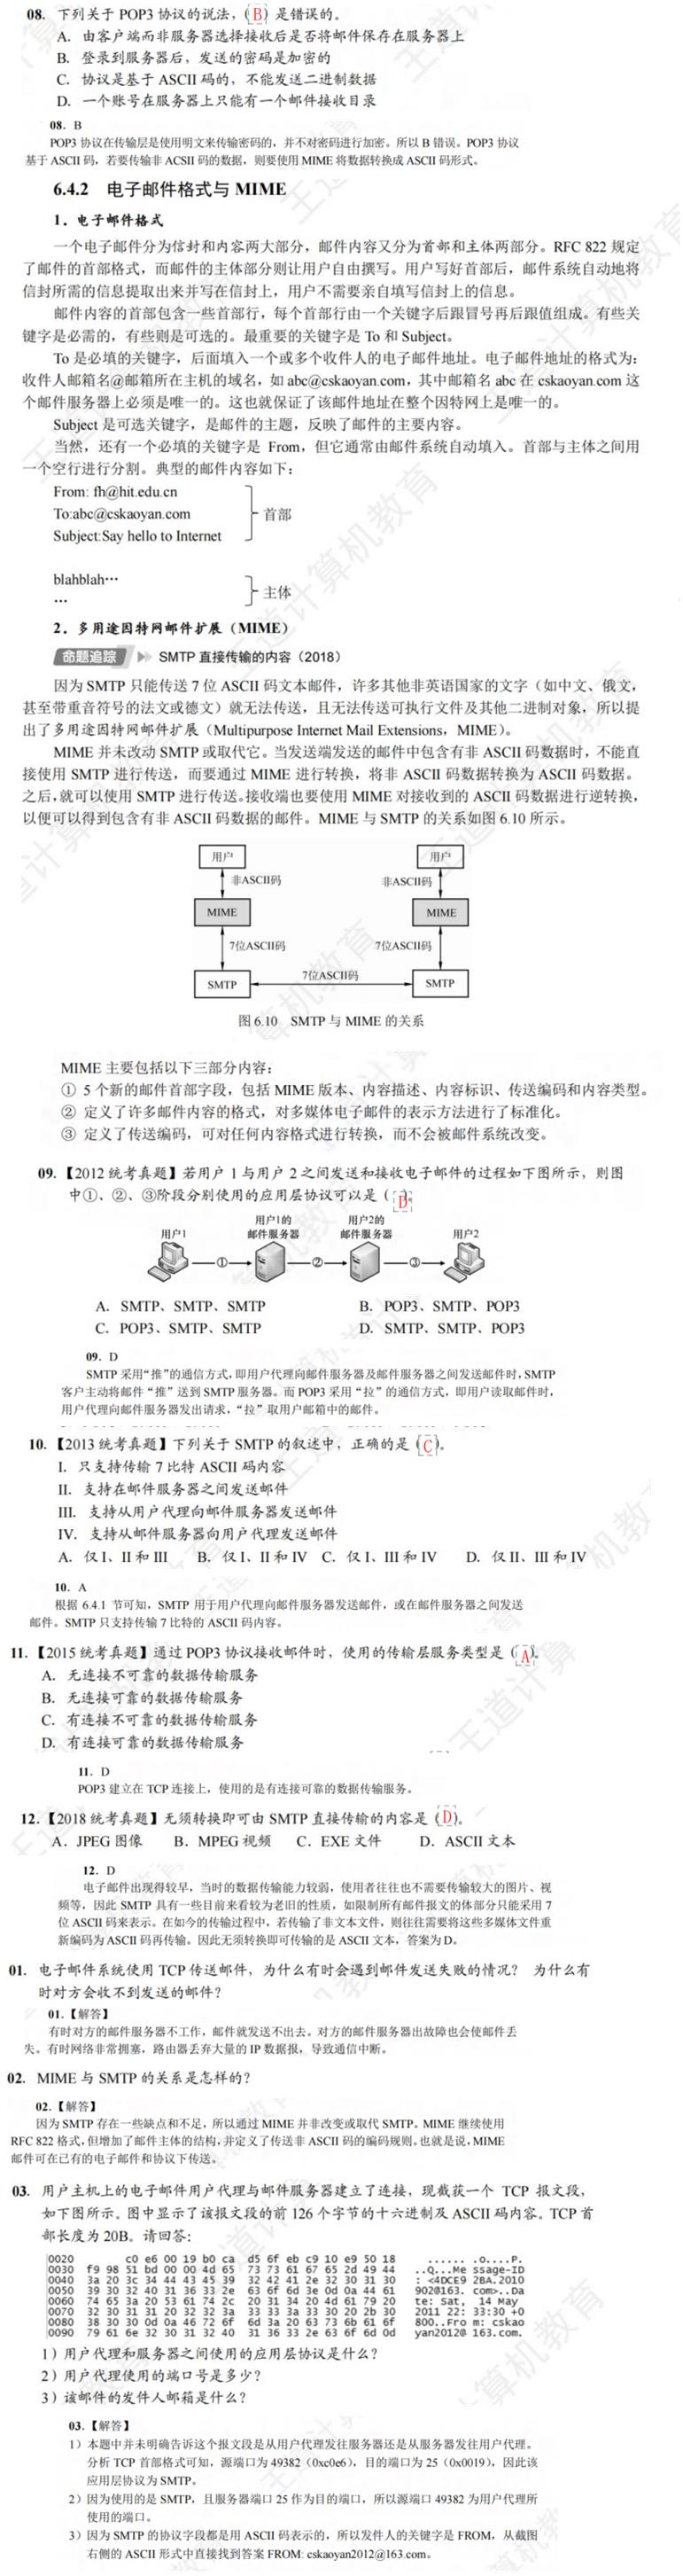 08. 下列关于 POP3 协议的说法，( B ) 是错误的。
A. 由客户端而非服务器选择接收后是否将邮件保存在服务器上
B. 登录到服务器后，发送的密码是加密的
C. 协议是基于 ASCII 码的，不能发送二进制数据
D. 一个账号在服务器上只能有一个邮件接收目录
08. B
POP3 协议在传输层是使用明文来传输密码的，并不对密码进行加密。所以 B 错误。POP3 协议
基于 ASCII 码，若要传输非 ACSII 码的数据，则要使用 MIME 将数据转换成 ASCII 码形式。
6.4.2 电子邮件格式与 MIME
1. 电子邮件格式
一个电子邮件分为信封和内容两大部分，邮件内容又分为首部和主体两部分。RFC 822 规定
了邮件的首部格式，而邮件的主体部分则让用户自由撰写。用户写好首部后，邮件系统自动地将
信封所需的信息提取出来并写在信封上，用户不需要亲自填写信封上的信息。
邮件内容的首部包含一些首部行，每个首部行由一个关键字后跟冒号再后跟值组成。有些关
键字是必需的，有些则是可选的。最重要的关键字是 To 和 Subject。
To 是必填的关键字，后面填入一个或多个收件人的电子邮件地址。电子邮件地址的格式为：
收件人邮箱名@邮箱所在主机的域名，如 abc@cskaoyan.com，其中邮箱名 abc 在 cskaoyan.com 这
个邮件服务器上必须是唯一的。这也就保证了该邮件地址在整个因特网上是唯一的。
Subject 是可选关键字，是邮件的主题，反映了邮件的主要内容。
当然，还有一个必填的关键字是 From，但它通常由邮件系统自动填入。首部与主体之间用
一个空行进行分割。典型的邮件内容如下：
From: fh@hit.edu.cn
To:abc@cskaoyan.com 首部
Subject:Say hello to Internet
blahblah…
… 主体
2. 多用途因特网邮件扩展（MIME）
命题追踪 SMTP 直接传输的内容（2018）
因为 SMTP 只能传送 7 位 ASCII 码文本邮件，许多其他非英语国家的文字（如中文、俄文，
甚至带重音符号的法文或德文）就无法传送，且无法传送可执行文件及其他二进制对象，所以提
出了多用途因特网邮件扩展（Multipurpose Internet Mail Extensions，MIME）。
MIME 并未改动 SMTP 或取代它。当发送端发送的邮件中包含有非 ASCII 码数据时，不能直
接使用 SMTP 进行传送，而要通过 MIME 进行转换，将非 ASCII 码数据转换为 ASCII 码数据。
之后，就可以使用 SMTP 进行传送。接收端也要使用 MIME 对接收到的 ASCII 码数据进行逆转换，
以便可以得到包含有非 ASCII 码数据的邮件。MIME 与 SMTP 的关系如图 6.10 所示。
用户 用户
非ASCII码 非ASCII码
MIME MIME
7位ASCII码 7位ASCII码
SMTP 7位ASCII码 SMTP
图 6.10 SMTP 与 MIME 的关系
MIME 主要包括以下三部分内容：
① 5 个新的邮件首部字段，包括 MIME 版本、内容描述、内容标识、传送编码和内容类型。
② 定义了许多邮件内容的格式，对多媒体电子邮件的表示方法进行了标准化。
③ 定义了传送编码，可对任何内容格式进行转换，而不会被邮件系统改变。
09. 【2012 统考真题】若用户 1 与用户 2 之间发送和接收电子邮件的过程如下图所示，则图
中①、②、③阶段分别使用的应用层协议可以是 ( D )。
用户1 用户1的邮件服务器 用户2的邮件服务器 用户2
① ② ③
A. SMTP、SMTP、SMTP B. POP3、SMTP、POP3
C. POP3、SMTP、SMTP D. SMTP、SMTP、POP3
09. D
SMTP 采用“推”的通信方式，即用户代理向邮件服务器及邮件服务器之间发送邮件时，SMTP
客户主动将邮件“推”送到 SMTP 服务器。而 POP3 采用“拉”的通信方式，即用户读取邮件时，
用户代理向邮件服务器发出请求，“拉”取用户邮箱中的邮件。
10. 【2013 统考真题】下列关于 SMTP 的叙述中，正确的是 ( C )。
I. 只支持传输 7 比特 ASCII 码内容
II. 支持在邮件服务器之间发送邮件
III. 支持从用户代理向邮件服务器发送邮件
IV. 支持从邮件服务器向用户代理发送邮件
A. 仅 I、II 和 III B. 仅 I、II 和 IV C. 仅 I、III 和 IV D. 仅 II、III 和 IV
10. A
根据 6.4.1 节可知，SMTP 用于用户代理向邮件服务器发送邮件，或在邮件服务器之间发送
邮件。SMTP 只支持传输 7 比特的 ASCII 码内容。
11. 【2015 统考真题】通过 POP3 协议接收邮件时，使用的传输层服务类型是 ( A )。
A. 无连接不可靠的数据传输服务
B. 无连接可靠的数据传输服务
C. 有连接不可靠的数据传输服务
D. 有连接可靠的数据传输服务
11. D
POP3 建立在 TCP 连接上，使用的是有连接可靠的数据传输服务。
12. 【2018 统考真题】无须转换即可由 SMTP 直接传输的内容是 ( D )。
A. JPEG 图像 B. MPEG 视频 C. EXE 文件 D. ASCII 文本
12. D
电子邮件出现得较早，当时的数据传输能力较弱，使用者往往也不需要传输较大的图片、视
频等，因此 SMTP 具有一些目前来看较为老旧的性质，如限制所有邮件报文的体部分只能采用 7
位 ASCII 码来表示。在如今的传输过程中，若传输了非文本文件，则往往需要将这些多媒体文件重
新编码为 ASCII 码再传输。因此无须转换即可传输的是 ASCII 文本，答案为 D。
01. 电子邮件系统使用 TCP 传送邮件，为什么有时会遇到邮件发送失败的情况？ 为什么有
时对方会收不到发送的邮件？
01. 【解答】
有时对方的邮件服务器不工作，邮件就发送不出去。对方的邮件服务器出故障也会使邮件丢
失。有时网络非常拥塞，路由器丢弃大量的 IP 数据报，导致通信中断。
02. MIME 与 SMTP 的关系是怎样的？
02. 【解答】
因为 SMTP 存在一些缺点和不足，所以通过 MIME 并非改变或取代 SMTP。MIME 继续使用
RFC 822 格式，但增加了邮件主体的结构，并定义了传送非 ASCII 码的编码规则。也就是说，MIME
邮件可在已有的电子邮件和协议下传送。
03. 用户主机上的电子邮件用户代理与邮件服务器建立了连接，现截获一个 TCP 报文段，
如下图所示。图中显示了该报文段的前 126 个字节的十六进制及 ASCII 码内容。TCP 首
部长度为 20B。请回答：
0020 c0 e6 00 19 b0 ca d5 6f eb c9 10 e9 50 18 ...... .o....P.
0030 f9 98 51 bd 00 00 4d 65 73 73 61 67 65 2d 49 44 ..Q...Me ssage-ID
0040 3a 20 3c 34 44 43 45 39 32 42 41 2e 32 30 31 30 : <4DCE9 2BA.2010
0050 39 30 32 40 31 36 33 2e 63 6f 6d 3e 0d 0a 44 61 902@163. com>..Da
0060 74 65 3a 20 53 61 74 2c 20 31 34 20 4d 61 79 20 te: Sat, 14 May
0070 32 30 31 31 20 32 32 3a 33 33 3a 33 30 20 2b 30 2011 22: 33:30 +0
0080 38 30 30 0d 0a 46 72 6f 6d 3a 20 63 73 6b 61 6f 800..Fro m: cskao
0090 79 61 6e 32 30 31 32 40 31 36 33 2e 63 6f 6d 0d yan2012@ 163.com.
1）用户代理和服务器之间使用的应用层协议是什么？
2）用户代理使用的端口号是多少？
3）该邮件的发件人邮箱是什么？
03. 【解答】
1）本题中并未明确告诉这个报文段是从用户代理发往服务器还是从服务器发往用户代理。
分析 TCP 首部格式可知，源端口为 49382（0xc0e6），目的端口为 25（0x0019），因此该
应用层协议为 SMTP。
2）因为使用的是 SMTP，且服务器端口 25 作为目的端口，所以源端口 49382 为用户代理所
使用的端口。
3）因为 SMTP 的协议字段都是用 ASCII 码表示的，所以发件人的关键字是 FROM，从截图
右侧的 ASCII 形式中直接找到答案 FROM: cskaoyan2012@163.com。